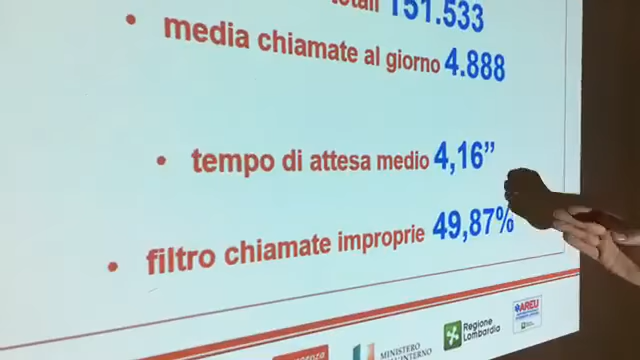 totali 151.533
• media chiamate al giorno 4.888
• tempo di attesa medio 4,16”
• filtro chiamate improprie 49,87%
MINISTERO
Regione
Lombardia
AREU